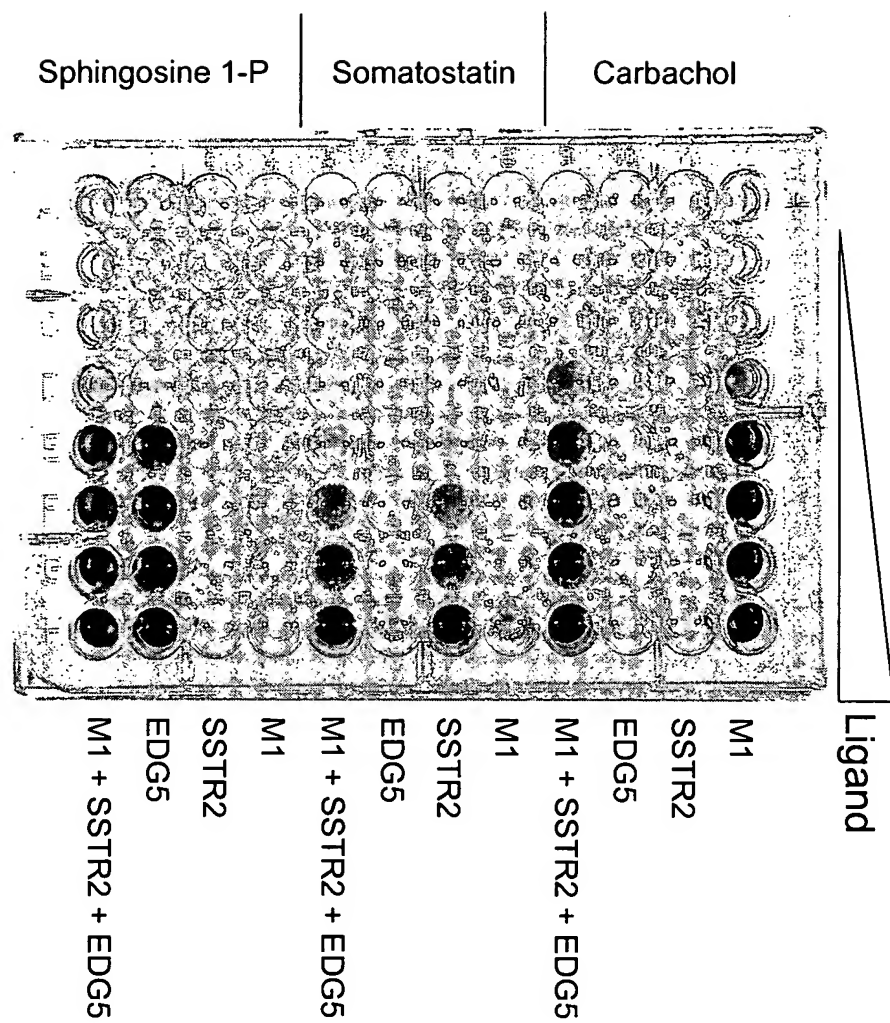 Sphingosine 1-P
Somatostatin
Carbachol
Ligand
M1 + SSTR2 + EDG5
EDG5
SSTR2
M1
M1 + SSTR2 + EDG5
EDG5
SSTR2
M1
M1 + SSTR2 + EDG5
EDG5
SSTR2
M1